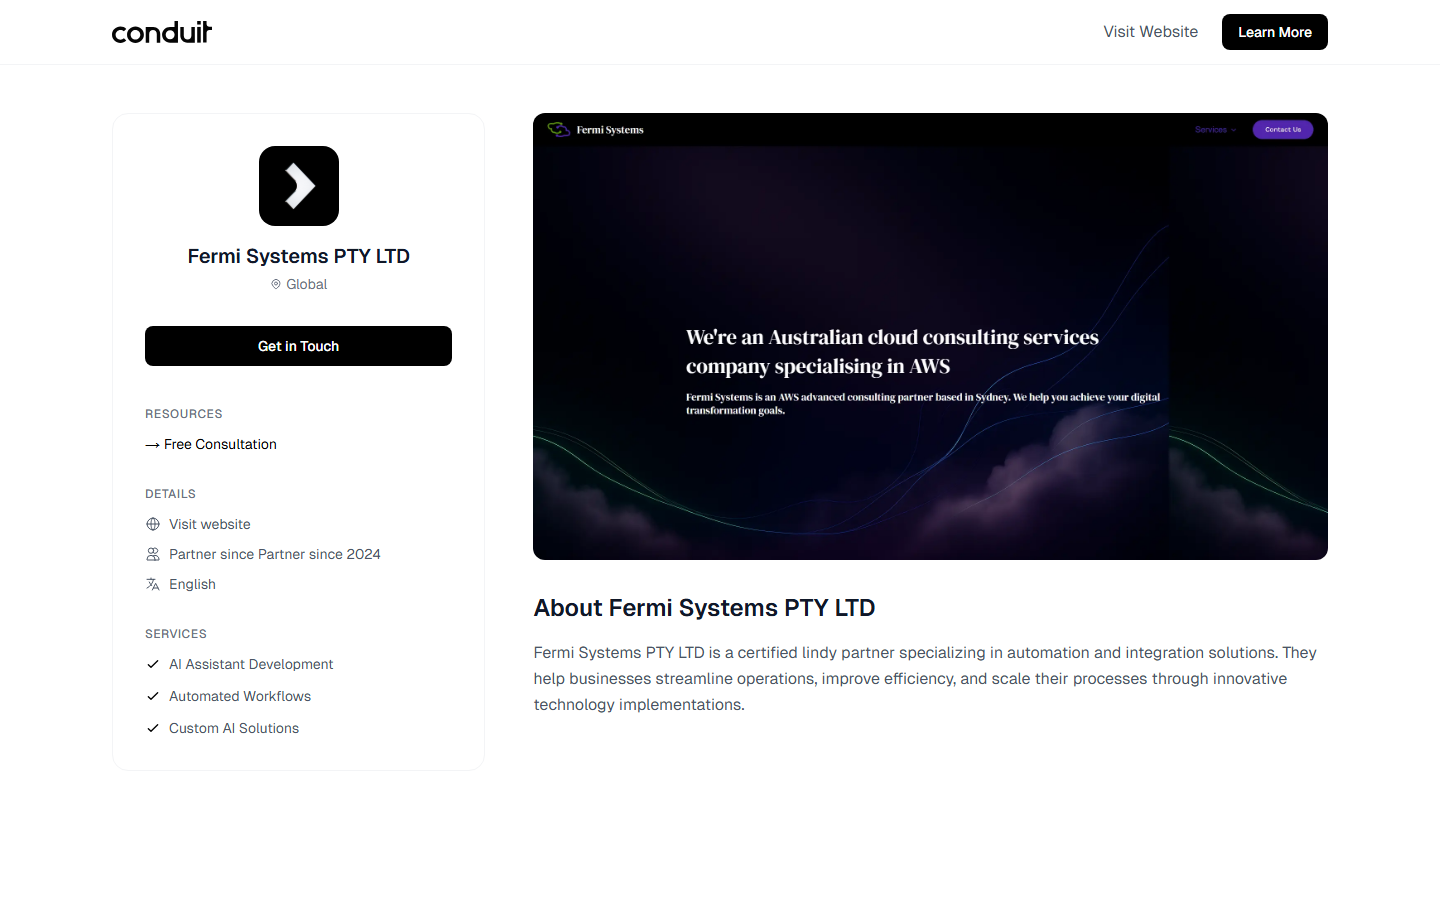 conduit
Visit Website
Learn More
Fermi Systems PTY LTD
Global
Get in Touch
RESOURCES
→ Free Consultation
DETAILS
Visit website
Partner since Partner since 2024
English
SERVICES
AI Assistant Development
Automated Workflows
Custom AI Solutions
Fermi Systems
Services
Contact Us
We're an Australian cloud consulting services
company specialising in AWS
Fermi Systems is an AWS advanced consulting partner based in Sydney. We help you achieve your digital
transformation goals.
About Fermi Systems PTY LTD
Fermi Systems PTY LTD is a certified lindy partner specializing in automation and integration solutions. They
help businesses streamline operations, improve efficiency, and scale their processes through innovative
technology implementations.